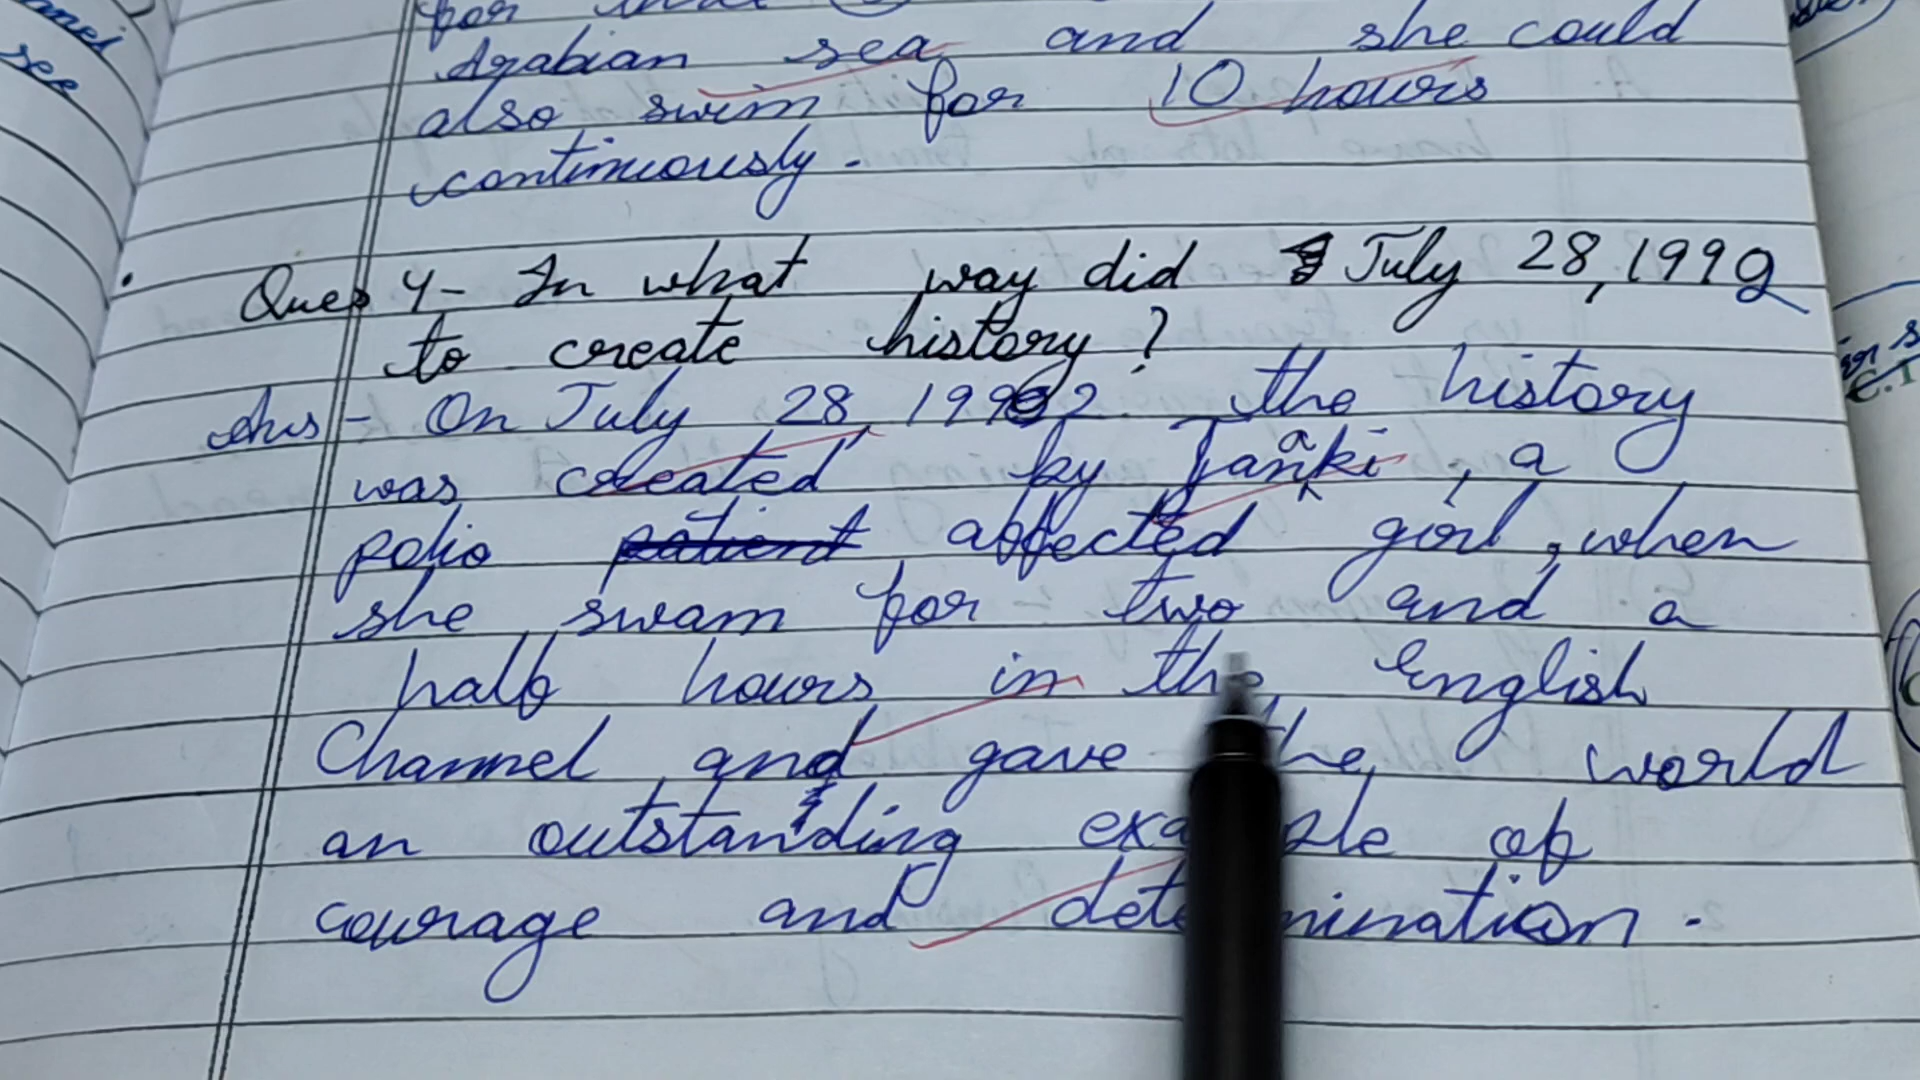 Arabian sea and she could
also swim for 10 hours
continuously.
Ques 4- In what way did July 28, 1992
to create history?
Ans - On July 28, 1992 the history
was created by Janaki, a
polio patient affected girl, when
she swam for two and a
half hours in the English
Channel and gave the world
an outstanding example of
courage and determination.